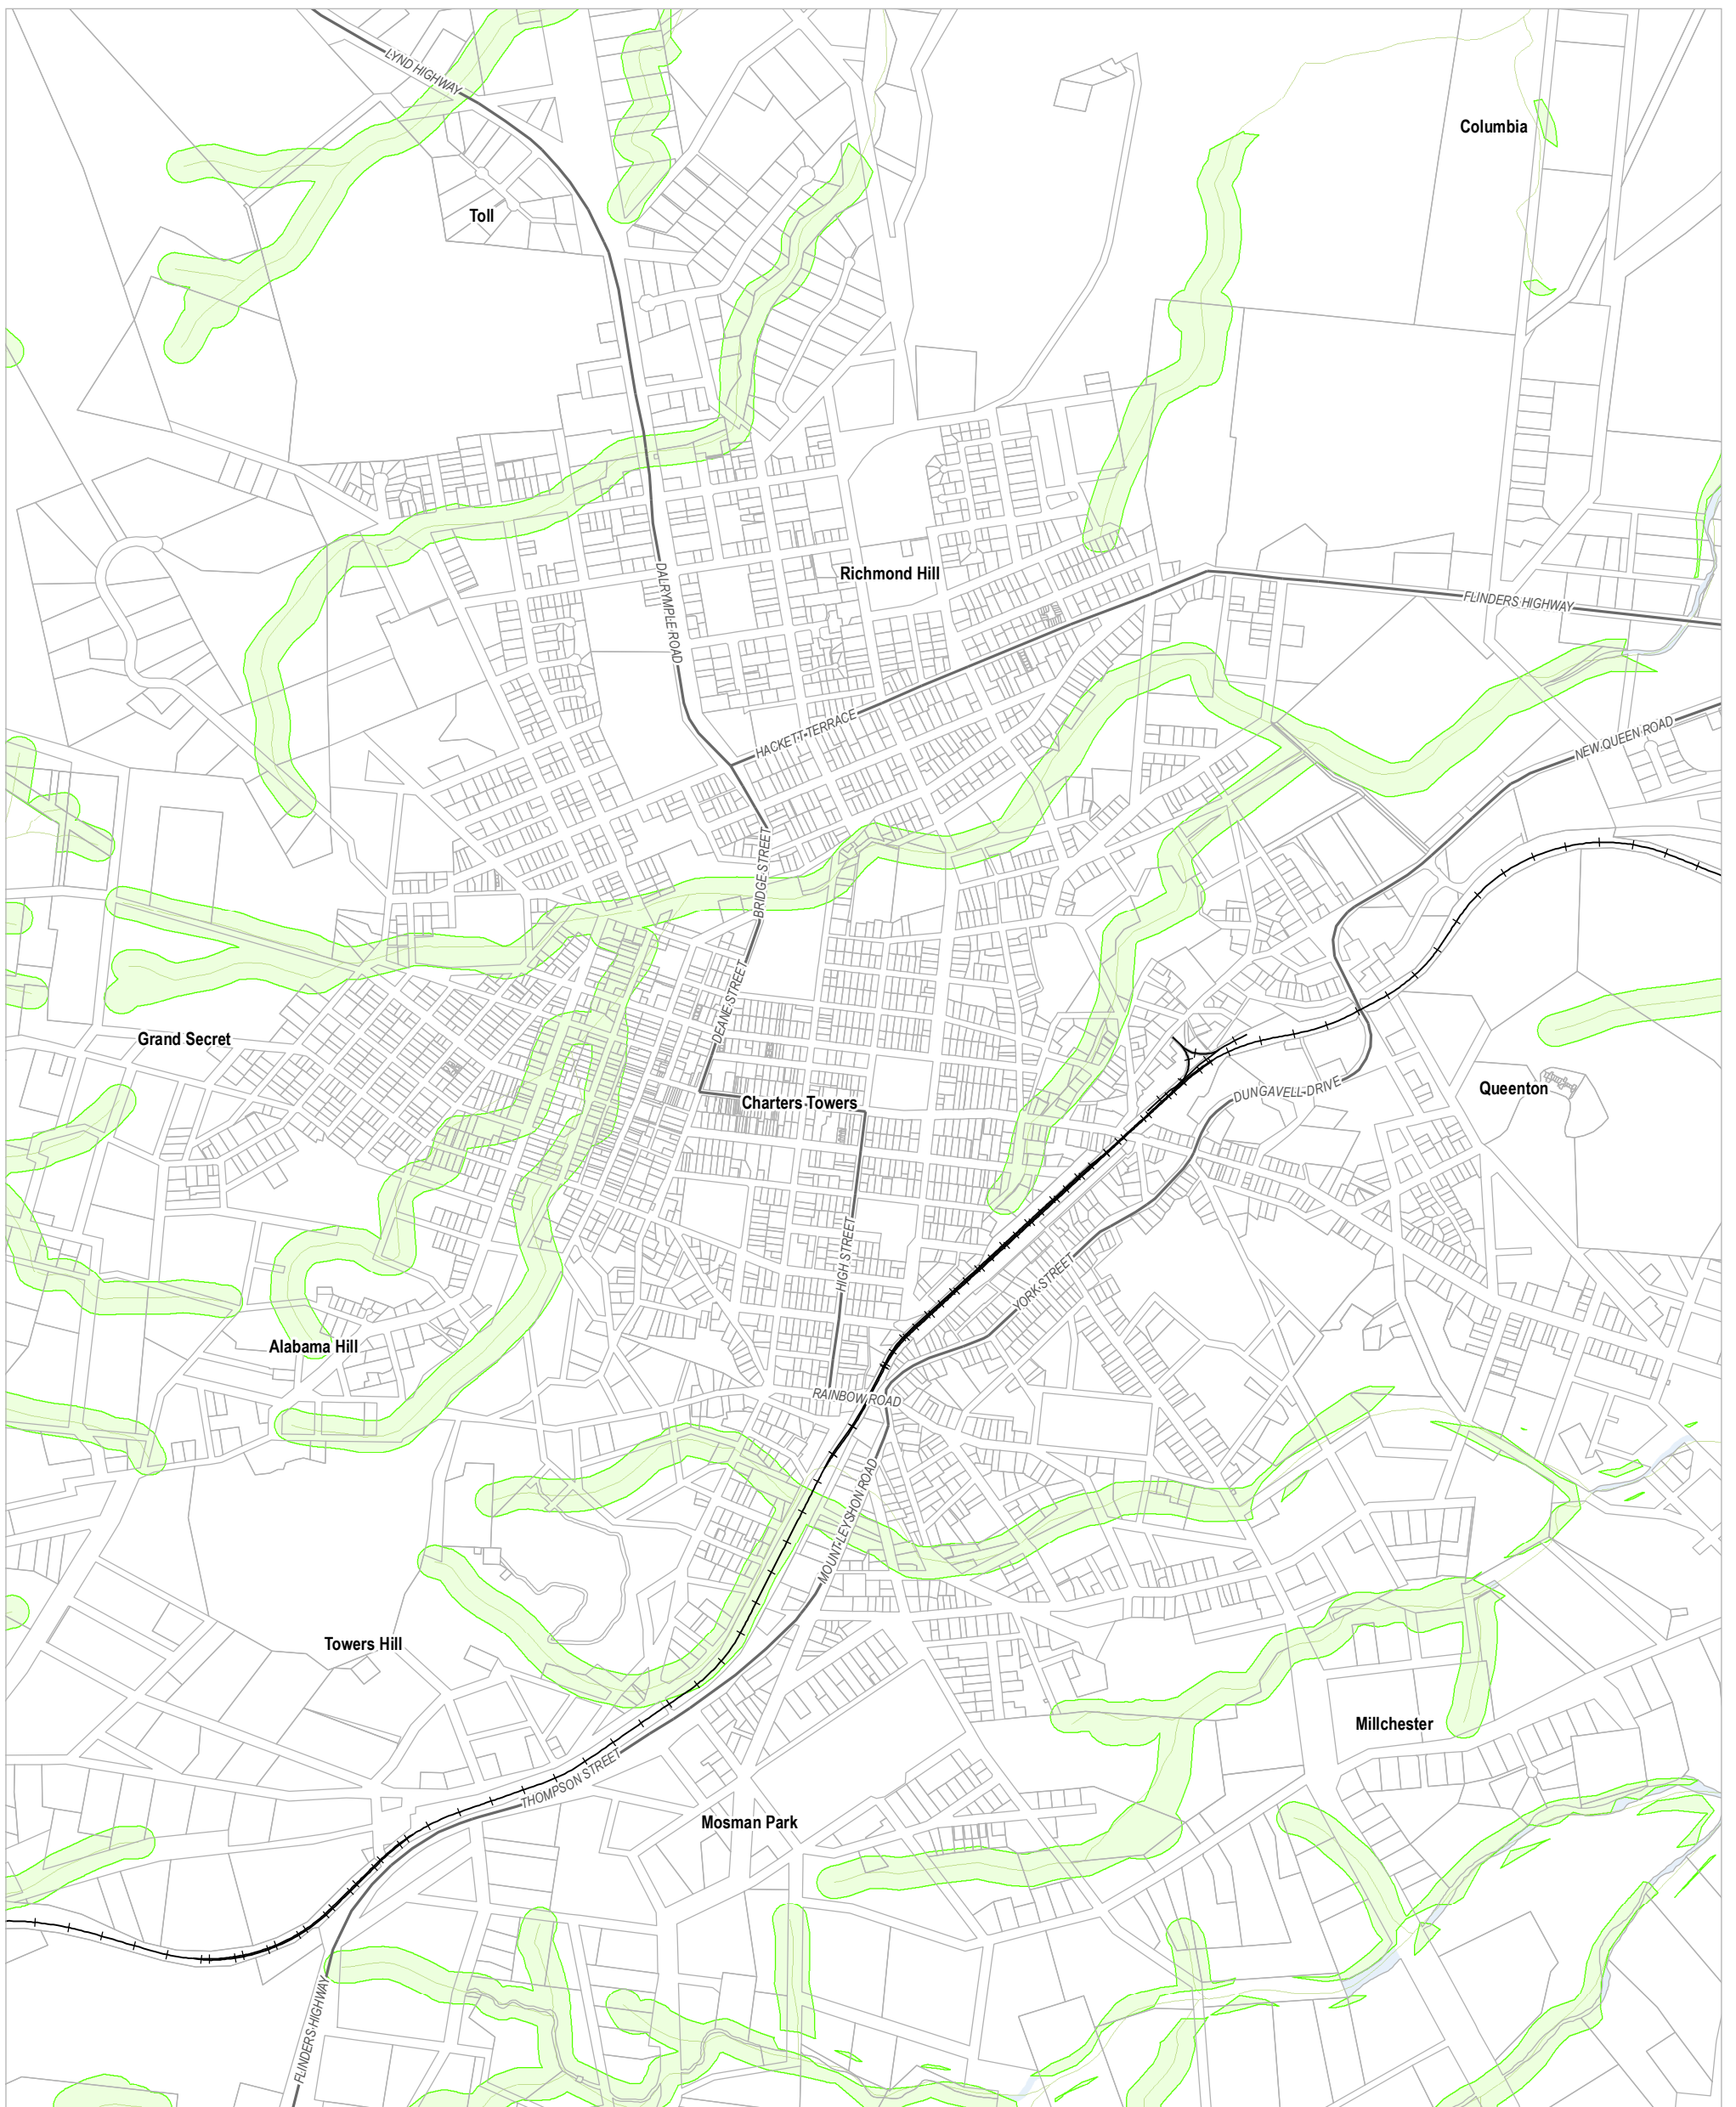 LYND HIGHWAY
Columbia
Toll
Richmond Hill
DALRYMPLE ROAD
FLINDERS HIGHWAY
HACKETT TERRACE
NEW QUEEN ROAD
BRIDGE STREET
DEANE STREET
Grand Secret
Charters Towers
DUNGAVELL DRIVE
Queenton
HIGH STREET
YORK STREET
Alabama Hill
RAINBOW ROAD
MOUNT LEYSHON ROAD
Towers Hill
Millchester
THOMPSON STREET
Mosman Park
FLINDERS HIGHWAY